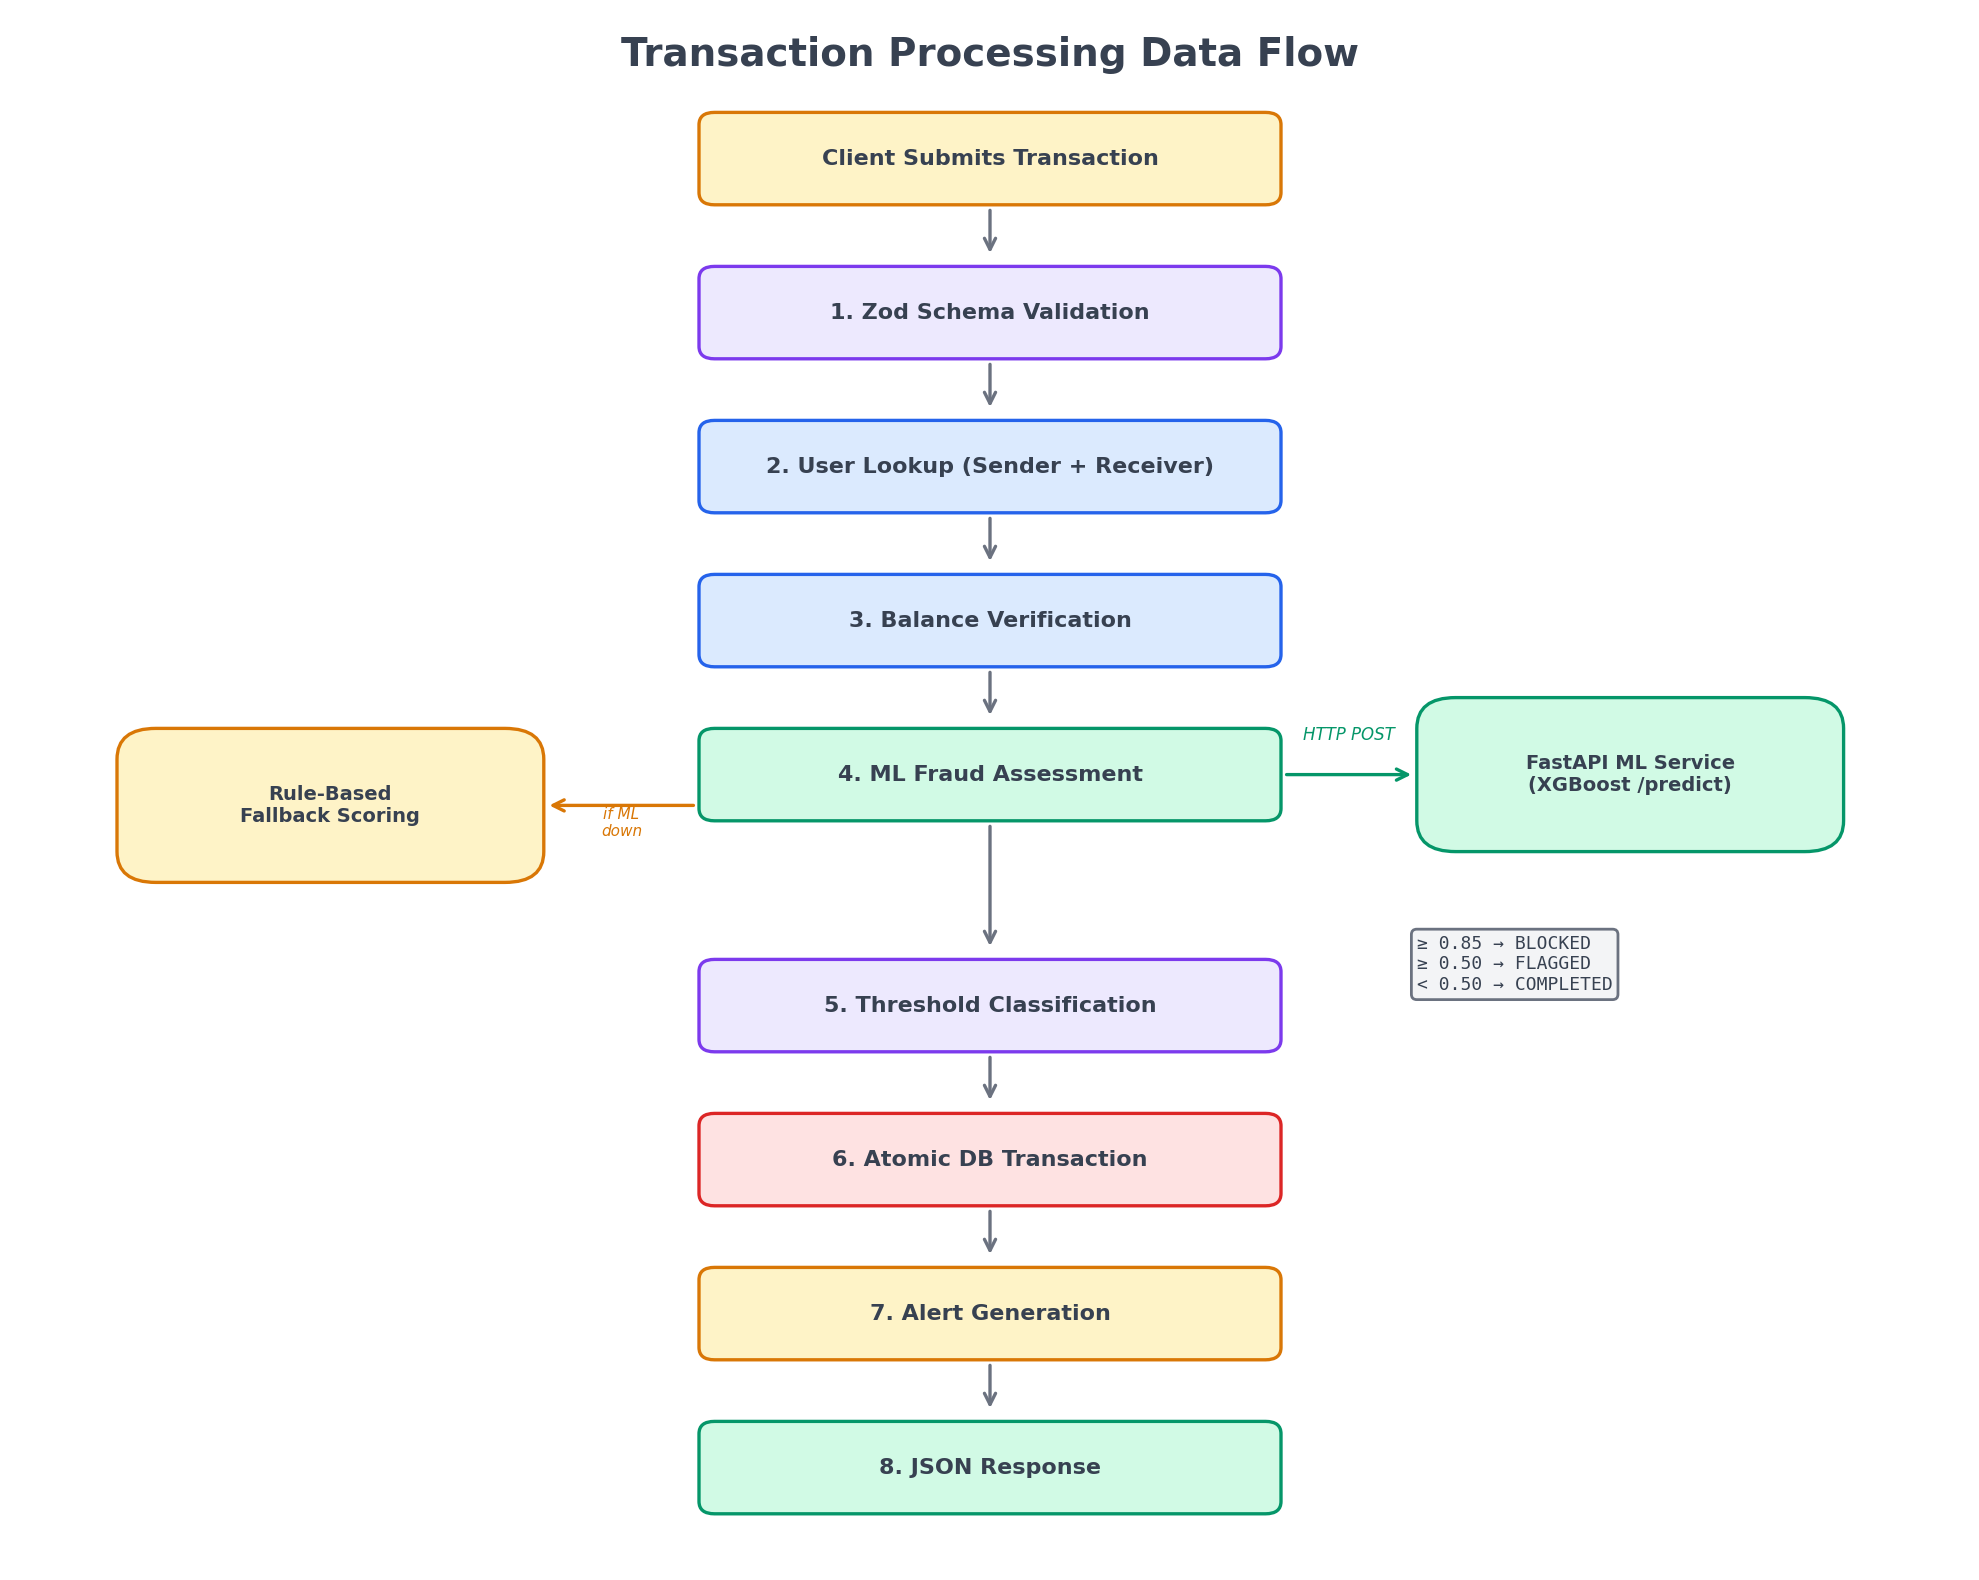 Transaction Processing Data Flow
Client Submits Transaction
1. Zod Schema Validation
2. User Lookup (Sender + Receiver)
3. Balance Verification
4. ML Fraud Assessment
HTTP POST
FastAPI ML Service
(XGBoost /predict)
if ML
down
Rule-Based
Fallback Scoring
≥ 0.85 → BLOCKED
≥ 0.50 → FLAGGED
< 0.50 → COMPLETED
5. Threshold Classification
6. Atomic DB Transaction
7. Alert Generation
8. JSON Response